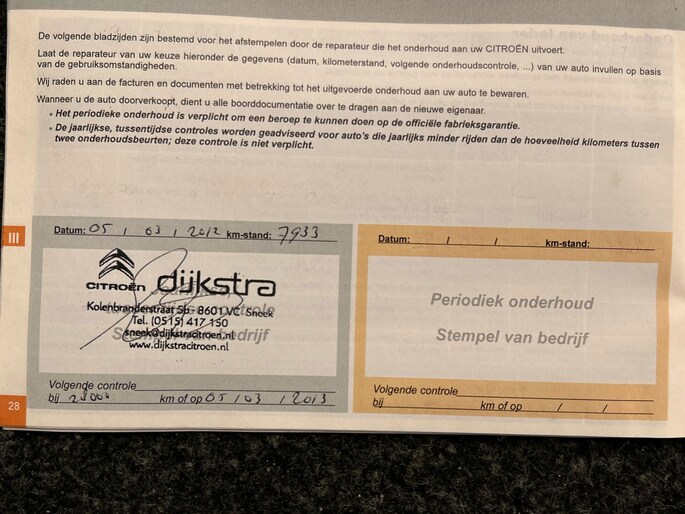 De volgende bladzijden zijn bestemd voor het afstempelen door de reparateur die het onderhoud aan uw CITROËN uitvoert.
Laat de reparateur van uw keuze hieronder de gegevens (datum, kilometerstand, volgende onderhoudscontrole, ...) van uw auto invullen op basis
van de gebruiksomstandigheden.
Wij raden u aan de facturen en documenten met betrekking tot het uitgevoerde onderhoud aan uw auto te bewaren.
Wanneer u de auto doorverkoopt, dient u alle boorddocumentatie over te dragen aan de nieuwe eigenaar.
• Het periodieke onderhoud is verplicht om een beroep te kunnen doen op de officiële fabrieksgarantie.
• De jaarlijkse, tussentijdse controles worden geadviseerd voor auto's die jaarlijks minder rijden dan de hoeveelheid kilometers tussen
twee onderhoudsbeurten; deze controle is niet verplicht.
III
Datum: 05 / 03 / 2012 km-stand: 7933
CITROËN dijkstra
Kolenbranderstraat 5b - 8601 VC Sneek
Tel. (0515) 417 150
sneek@dijkstracitroen.nl
www.dijkstracitroen.nl
Volgende controle
bij km of op 05 / 03 / 2013
Datum: / / km-stand:
Periodiek onderhoud
Stempel van bedrijf
Volgende controle
bij km of op / /
28